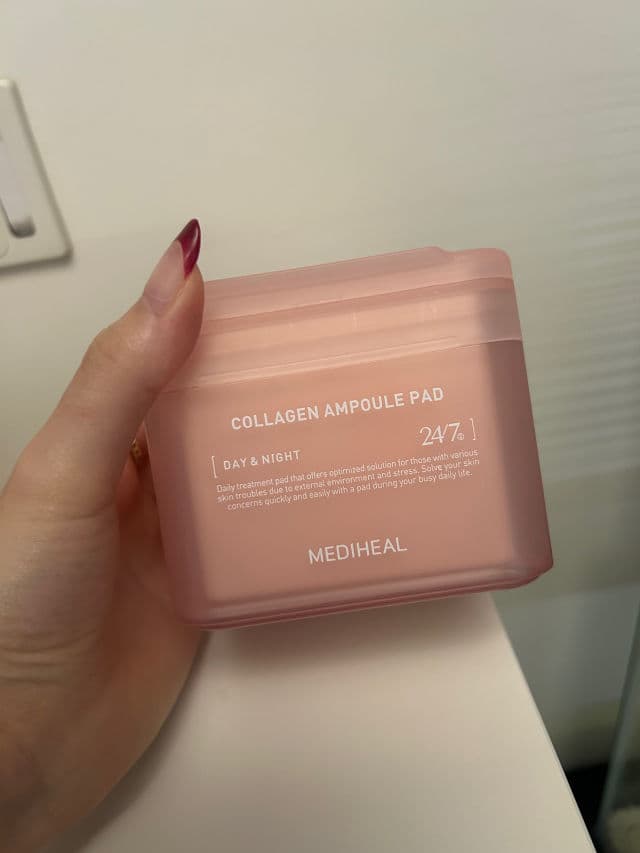 COLLAGEN AMPOULE PAD
[ DAY & NIGHT 24/7 ]
Daily treatment pad that offers optimized solution for those with various
skin troubles due to external environment and stress. Solve your skin
concerns quickly and easily with a pad during your busy daily life.
MEDIHEAL